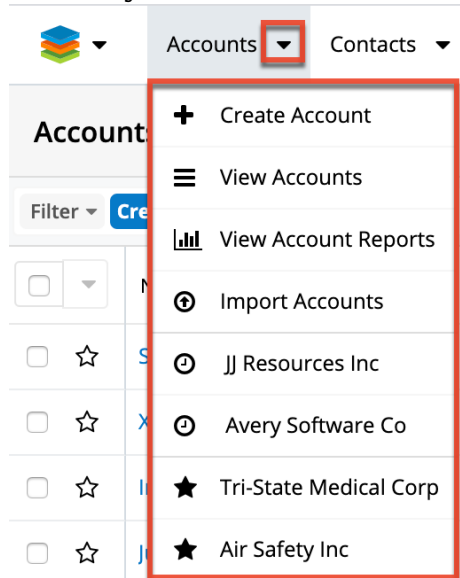 Accounts
Contacts
Create Account
Accounts
View Accounts
Filter
Cre
View Account Reports
Import Accounts
JJ Resources Inc
Avery Software Co
Tri-State Medical Corp
Air Safety Inc